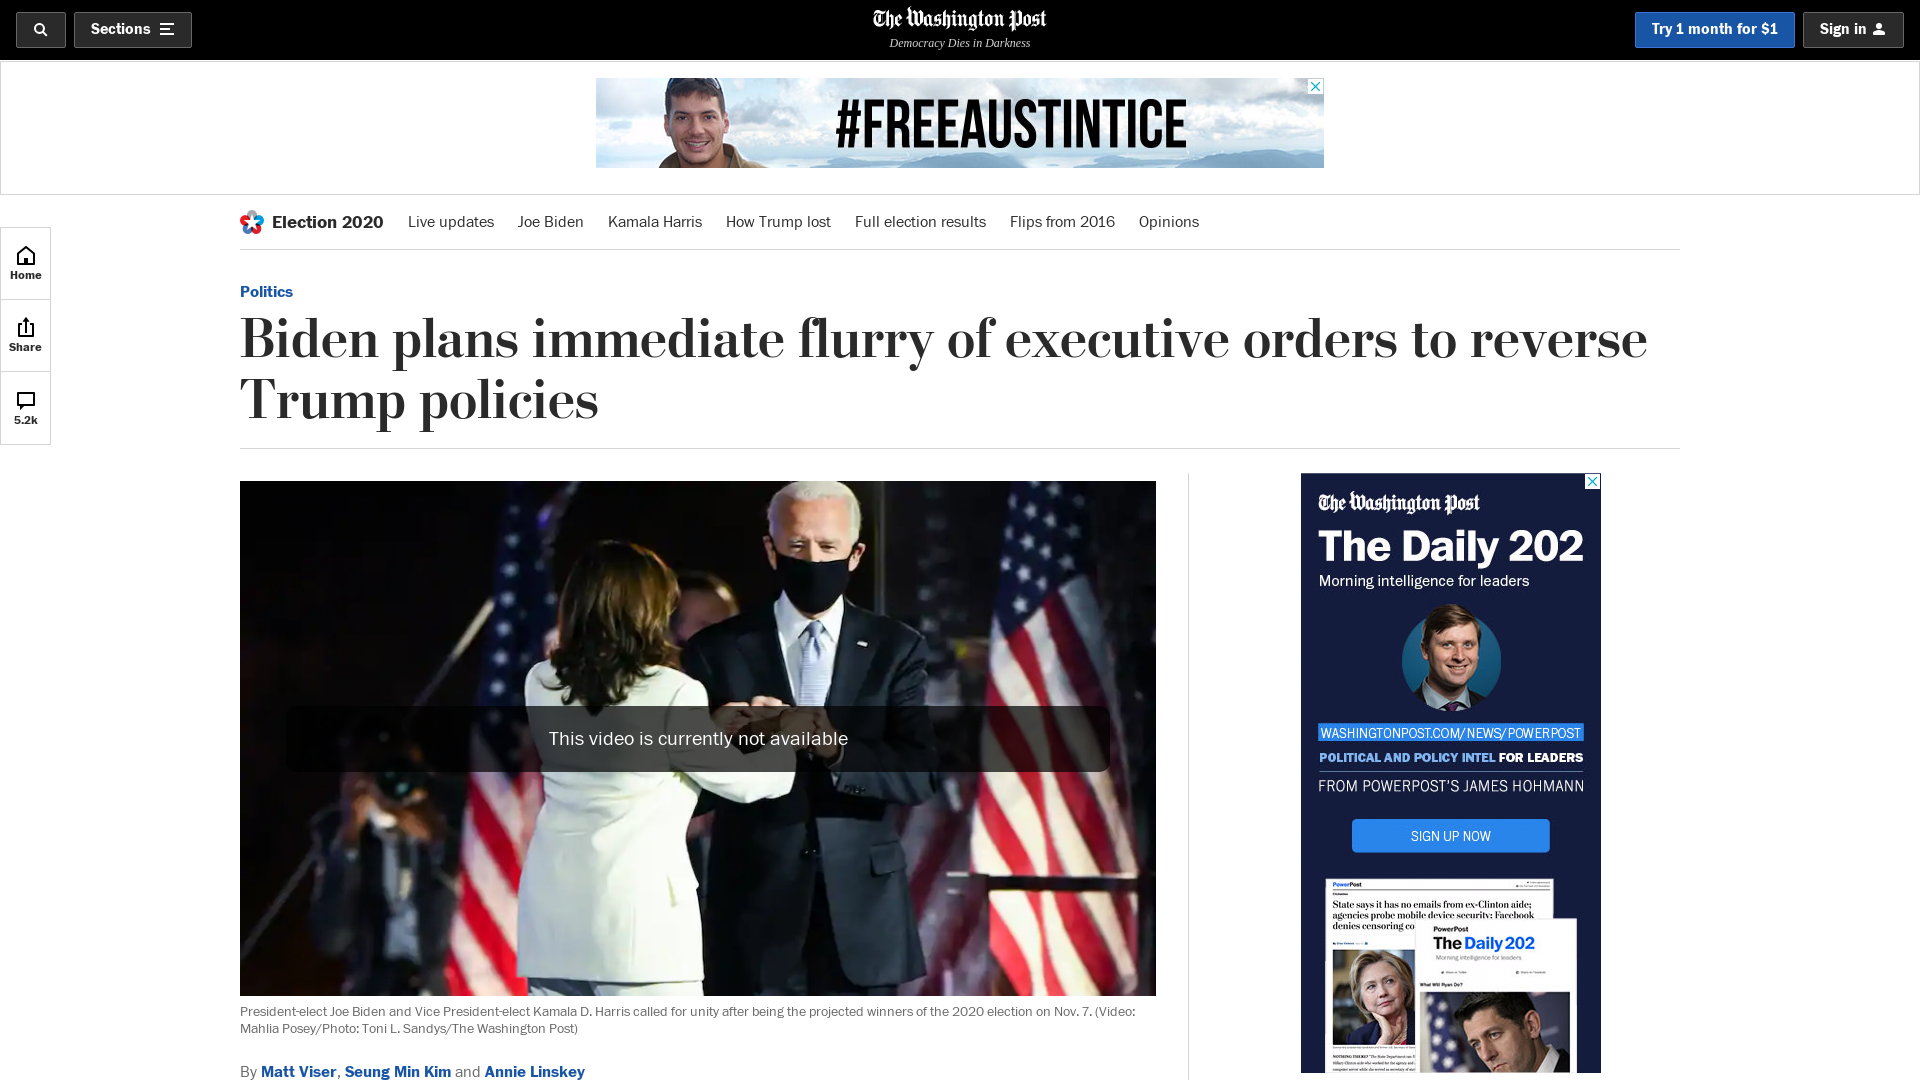 Sections
The Washington Post
Democracy Dies in Darkness
Try 1 month for $1
Sign in
#FREEAUSTINTICE
Election 2020
Live updates
Joe Biden
Kamala Harris
How Trump lost
Full election results
Flips from 2016
Opinions
Home
Share
5.2k
Politics
Biden plans immediate flurry of executive orders to reverse
Trump policies
This video is currently not available
President-elect Joe Biden and Vice President-elect Kamala D. Harris called for unity after being the projected winners of the 2020 election on Nov. 7. (Video:
Mahlia Posey/Photo: Toni L. Sandys/The Washington Post)
By Matt Viser, Seung Min Kim and Annie Linskey
The Washington Post
The Daily 202
Morning intelligence for leaders
WASHINGTONPOST.COM/NEWS/POWERPOST
POLITICAL AND POLICY INTEL FOR LEADERS
FROM POWERPOST'S JAMES HOHMANN
SIGN UP NOW
PowerPost
State says it has no emails from ex-Clinton aide;
agencies probe mobile device security; Facebook
denies censoring co
PowerPost
The Daily 202
Morning intelligence for leaders
What Will Ryan Do?